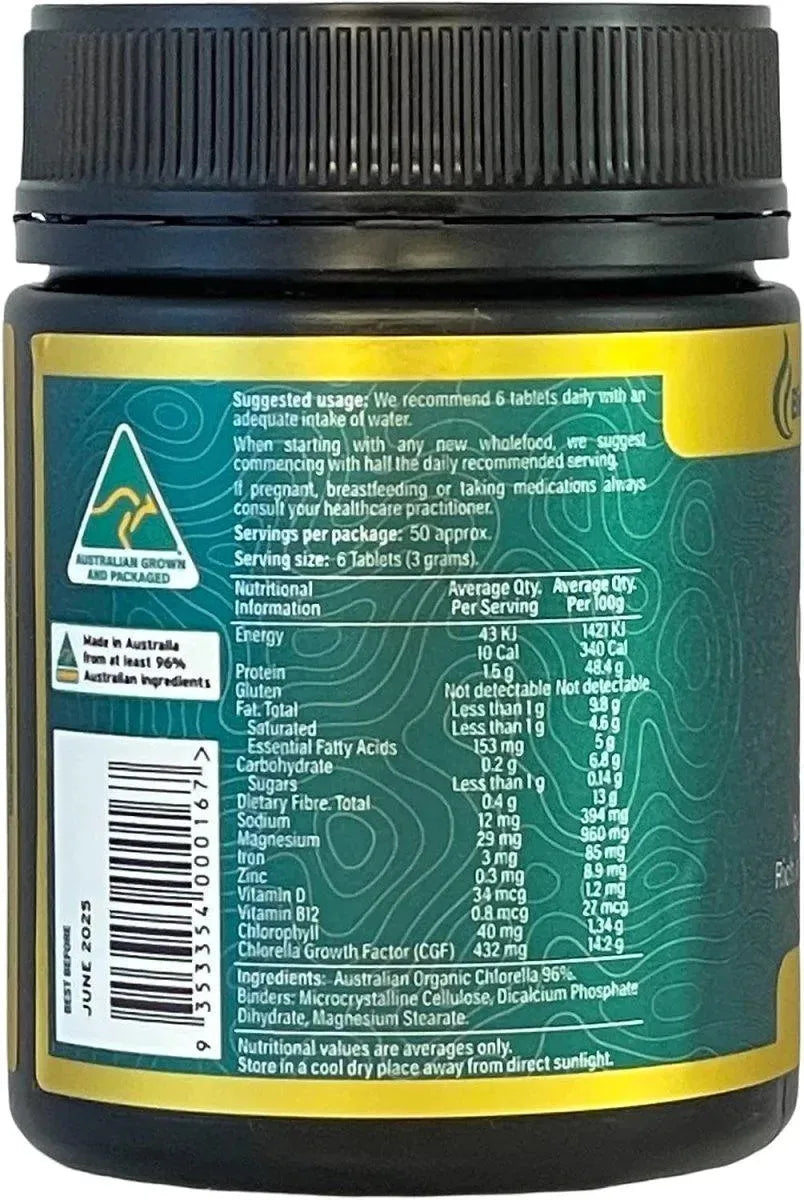 Suggested usage: We recommend 6 tablets daily with an
adequate intake of water.
When starting with any new wholefood, we suggest
commencing with half the daily recommended serving.
If pregnant, breastfeeding or taking medications always
consult your healthcare practitioner.
Servings per package: 50 approx.
Serving size: 6 Tablets (3 grams).
AUSTRALIAN GROWN
AND PACKAGED
Made in Australia
from at least 96%
Australian ingredients
Nutritional Average Qty. Average Qty.
Information Per Serving Per 100g
Energy 43 KJ 1421 KJ
10 Cal 340 Cal
Protein 1.6 g 48.4 g
Gluten Not detectable Not detectable
Fat. Total Less than 1 g 9.8 g
Saturated Less than 1 g 4.6 g
Essential Fatty Acids 153 mg 5 g
Carbohydrate 0.2 g 6.8 g
Sugars Less than 1 g 0.14 g
Dietary Fibre. Total 0.4 g 13 g
Sodium 12 mg 394 mg
Magnesium 29 mg 960 mg
Iron 3 mg 85 mg
Zinc 0.3 mg 8.9 mg
Vitamin D 34 mcg 1.2 mg
Vitamin B12 0.8 mcg 27 mcg
Chlorophyll 40 mg 1.34 g
Chlorella Growth Factor (CGF) 432 mg 14.2 g
Ingredients: Australian Organic Chlorella 96%.
Binders: Microcrystalline Cellulose, Dicalcium Phosphate
Dihydrate, Magnesium Stearate.
Nutritional values are averages only.
Store in a cool dry place away from direct sunlight.
BEST BEFORE
JUNE 2025
9 353354 000167 >